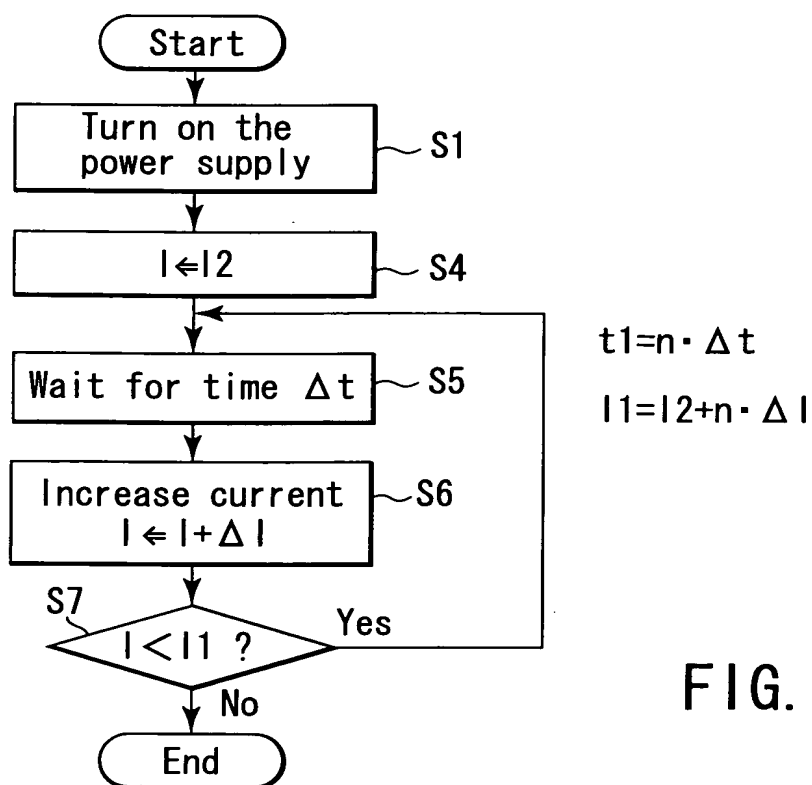 Start
Turn on the
power supply
S1
I⇐I2
S4
Wait for time Δt
S5
t1=n·Δt
I1=I2+n·ΔI
Increase current
I⇐I+ΔI
S6
S7
I<I1 ?
Yes
No
End
FIG.